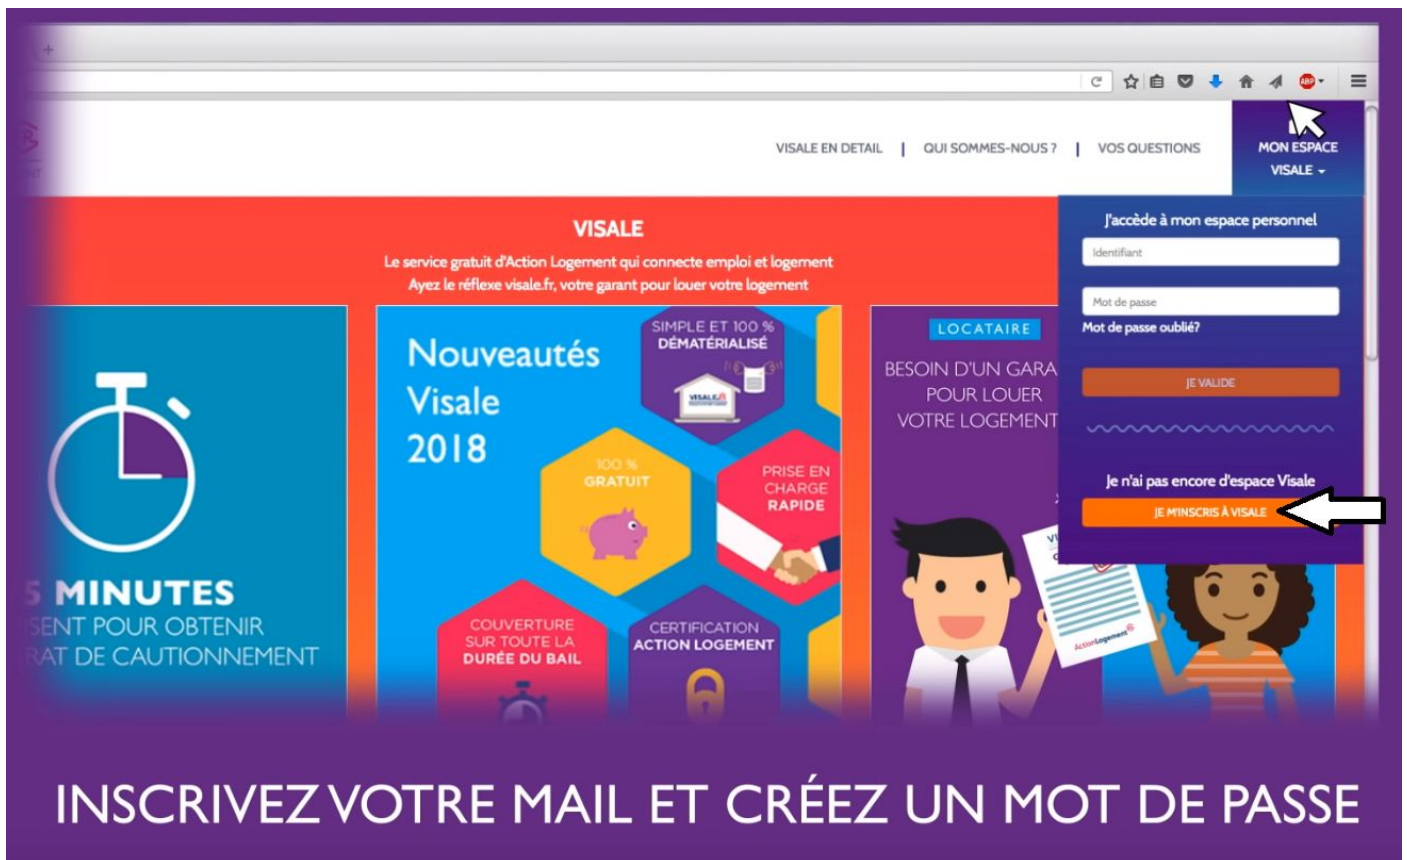 VISALE EN DETAIL | QUI SOMMES-NOUS ? | VOS QUESTIONS
MON ESPACE
VISALE
J'accède à mon espace personnel
Identifiant
Mot de passe
Mot de passe oublié?
JE VALIDE
Je n'ai pas encore d'espace Visale
JE M'INSCRIS À VISALE
VISALE
Le service gratuit d'Action Logement qui connecte emploi et logement
Ayez le réflexe visale.fr, votre garant pour louer votre logement
5 MINUTES
SENT POUR OBTENIR
RAT DE CAUTIONNEMENT
Nouveautés
Visale
2018
SIMPLE ET 100 %
DÉMATÉRIALISÉ
VISALE
100 %
GRATUIT
PRISE EN
CHARGE
RAPIDE
COUVERTURE
SUR TOUTE LA
DURÉE DU BAIL
CERTIFICATION
ACTION LOGEMENT
LOCATAIRE
BESOIN D'UN GARA
POUR LOUER
VOTRE LOGEMENT
ActionLogement
ABP
INSCRIVEZ VOTRE MAIL ET CRÉEZ UN MOT DE PASSE